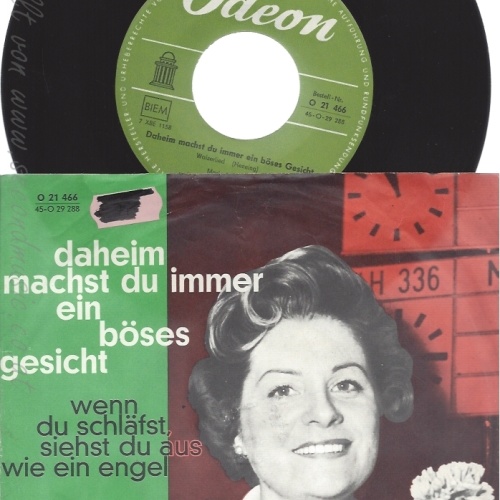 Odeon
BIEM
Bestell-Nr.
O 21 466
45-O-29 288
Daheim machst du immer ein böses Gesicht
O 21 466
45-O 29 288
daheim
machst du immer
ein
böses
gesicht
H 336
wenn
du schläfst,
siehst du aus
wie ein engel